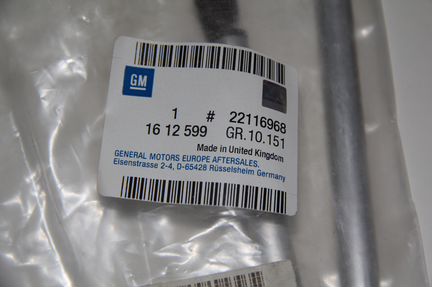 GM
1 # 22116968
16 12 599 GR.10.151
Made in United Kingdom
GENERAL MOTORS EUROPE AFTERSALES.
Eisenstrasse 2-4, D-65428 Rüsselsheim Germany